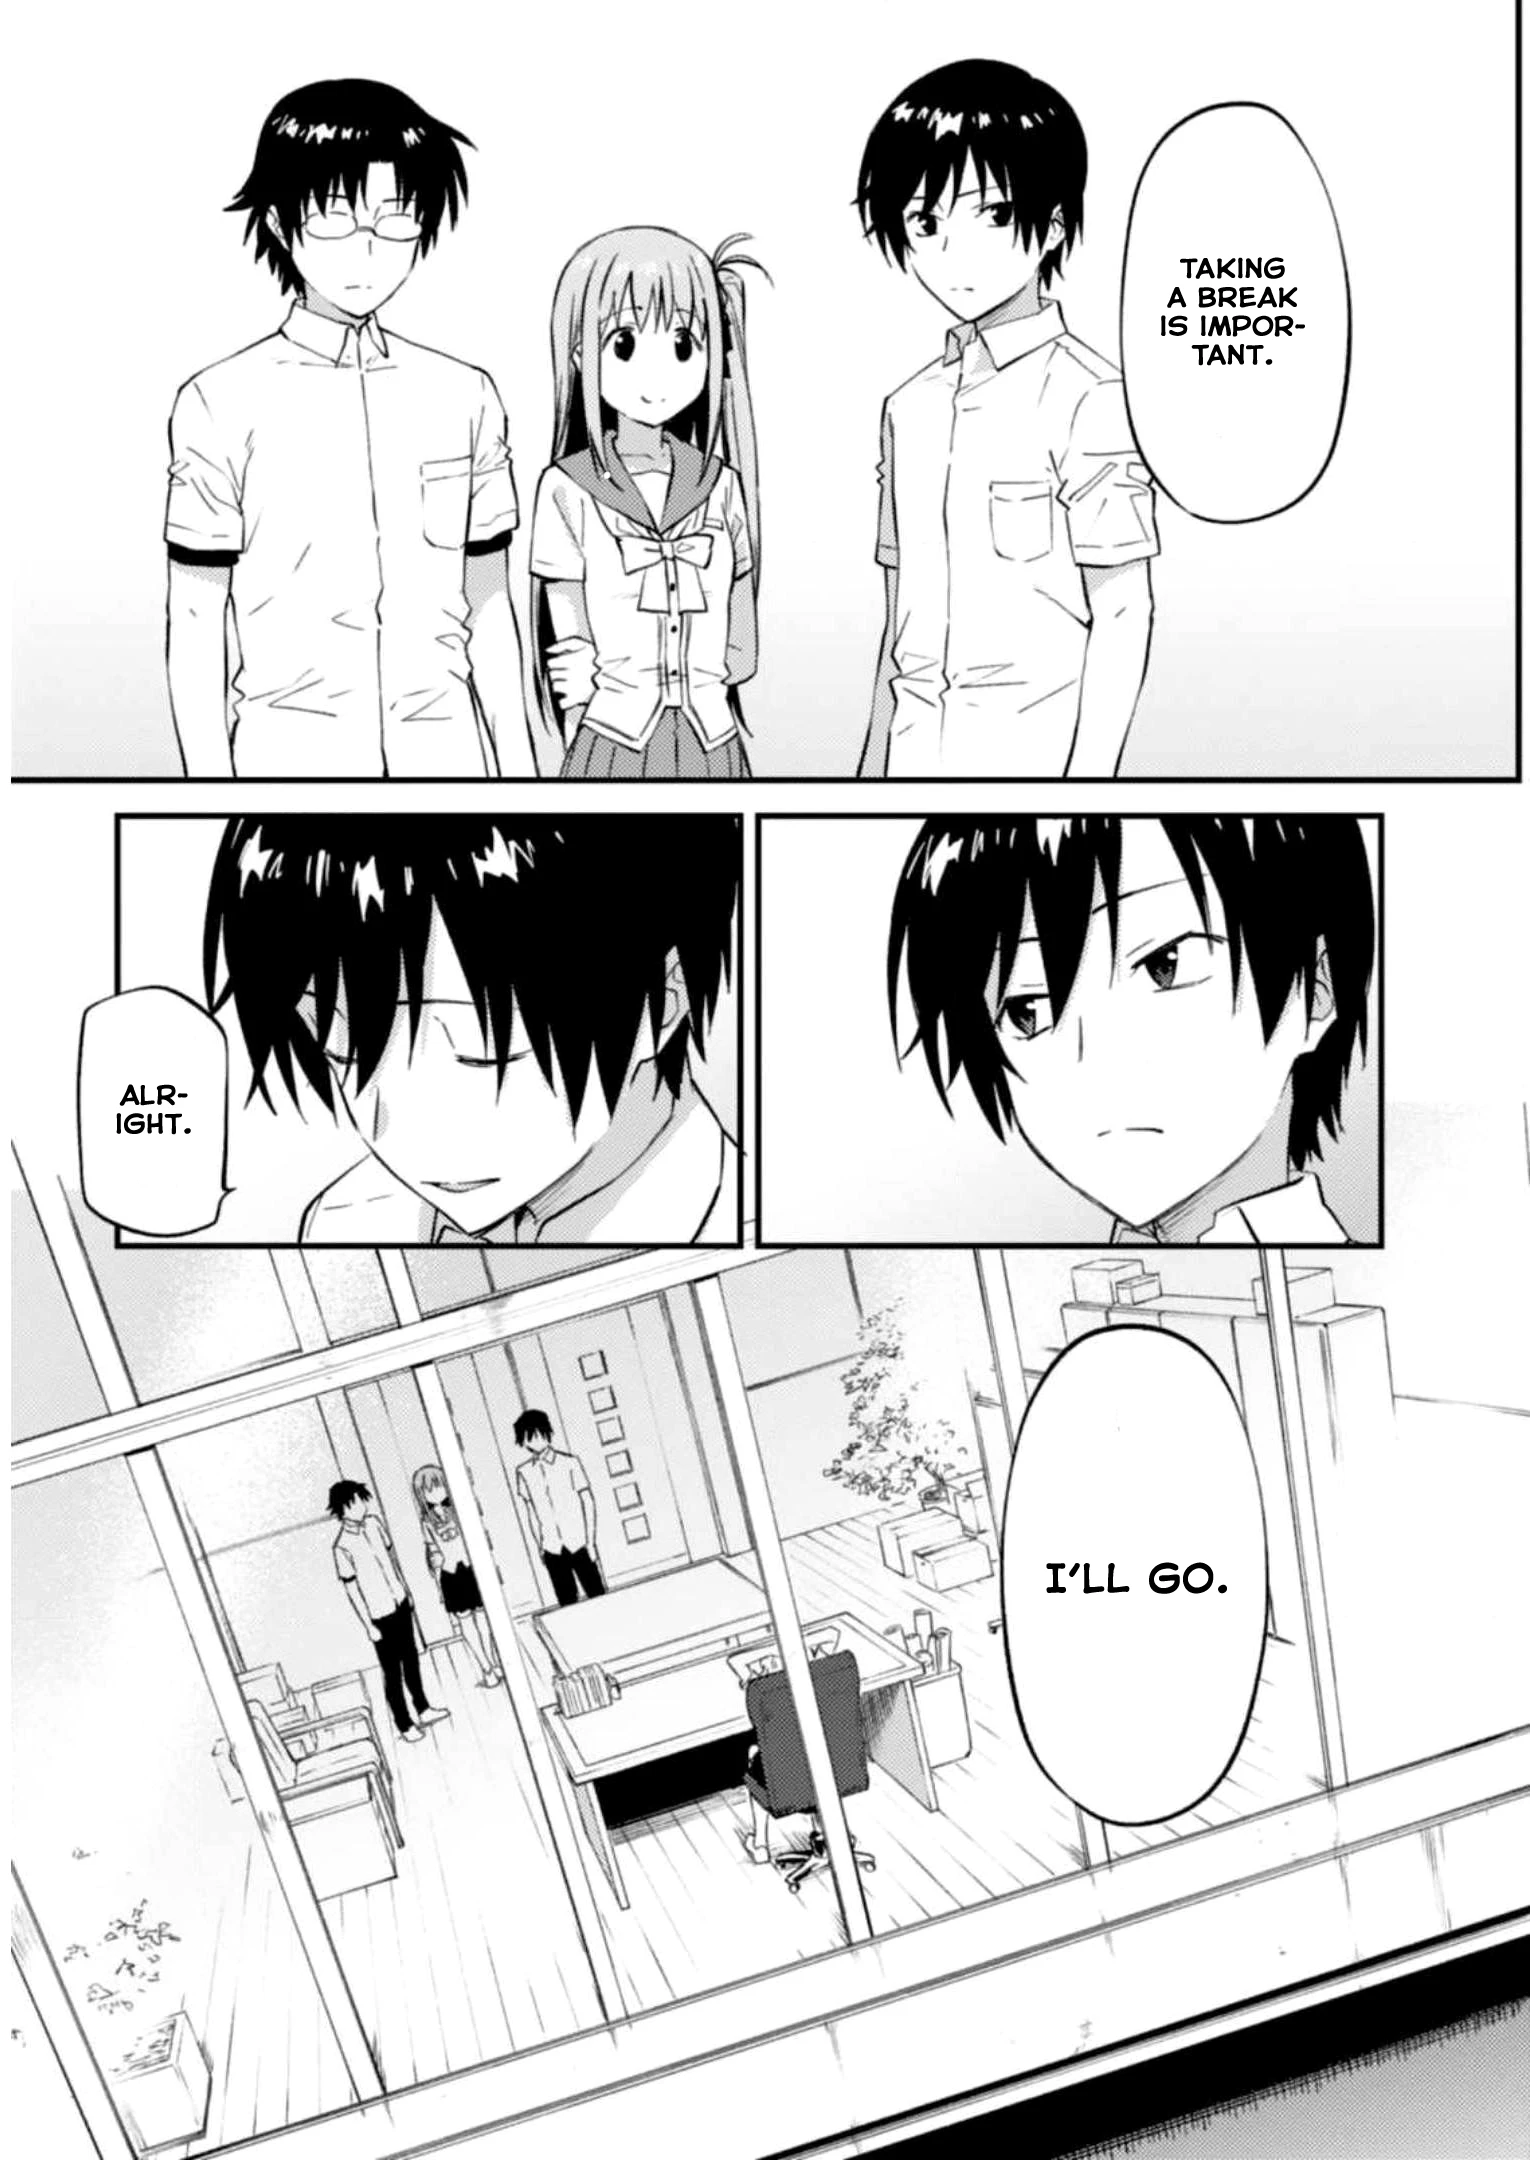 TAKING
A BREAK
IS IMPOR-
TANT.
ALR-
IGHT.
I'LL GO.